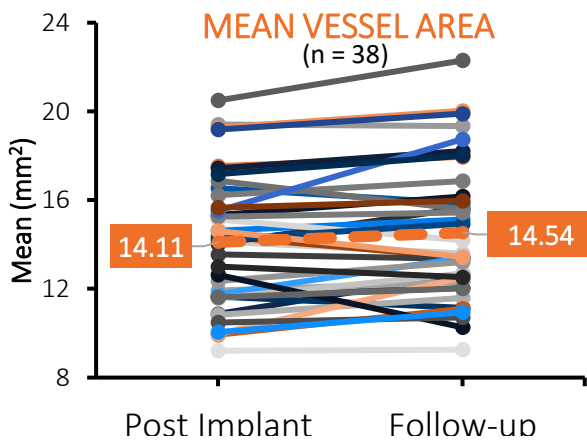 MEAN VESSEL AREA
(n = 38)
Mean (mm²)
24
20
16
12
8
14.11
14.54
Post Implant
Follow-up